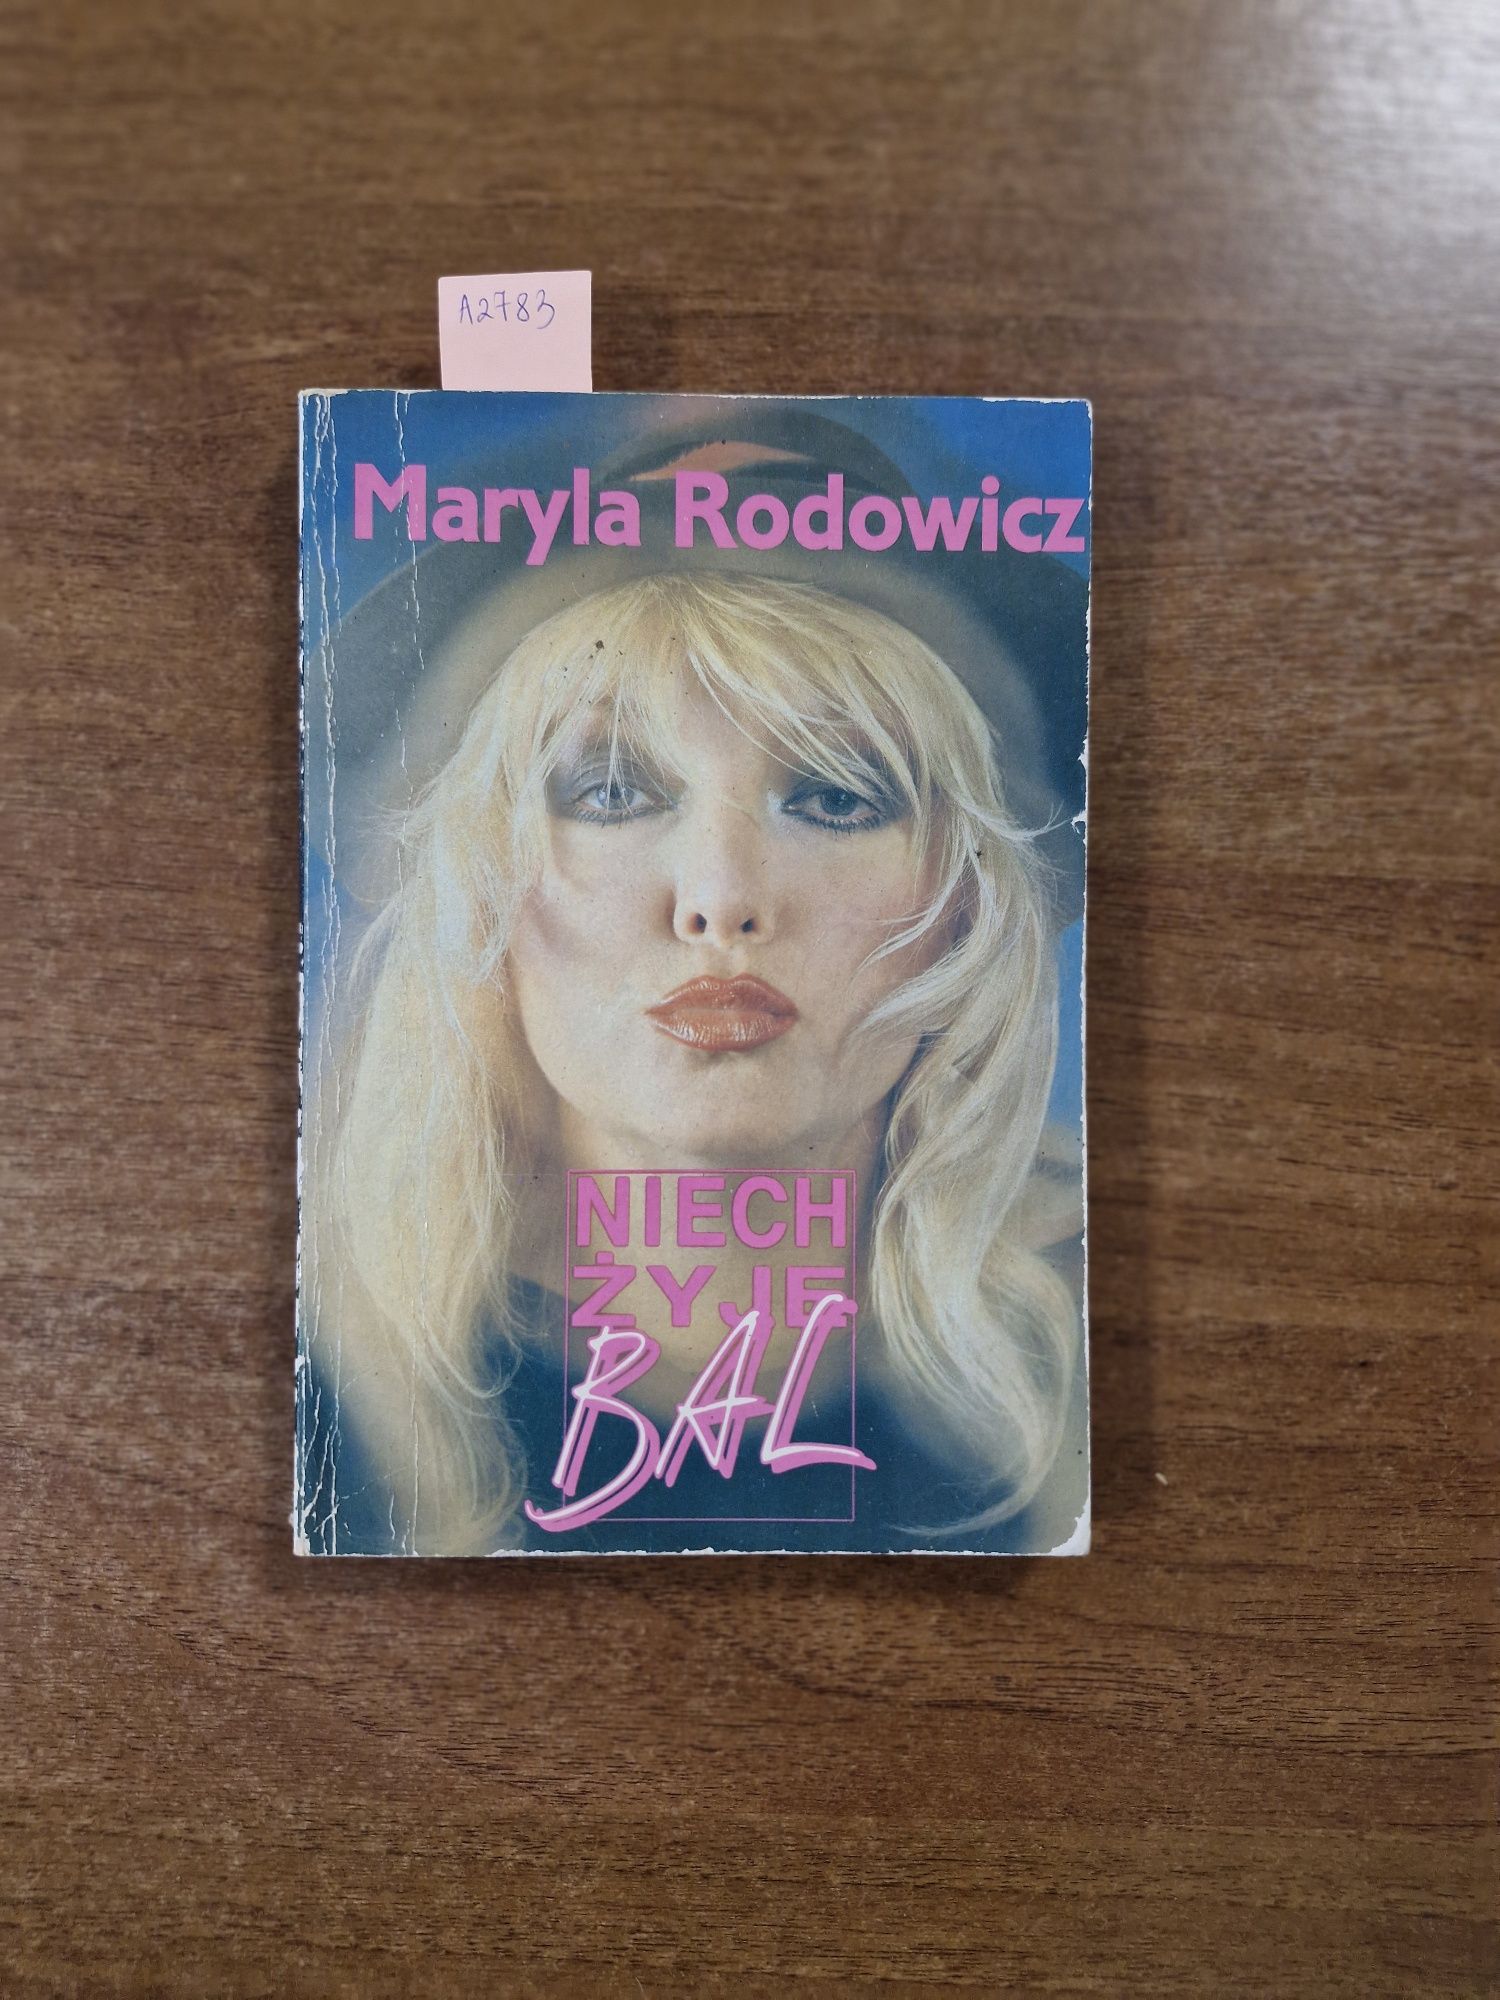 A2783
Maryla Rodowicz
NIECH
ŻYJE
BAL